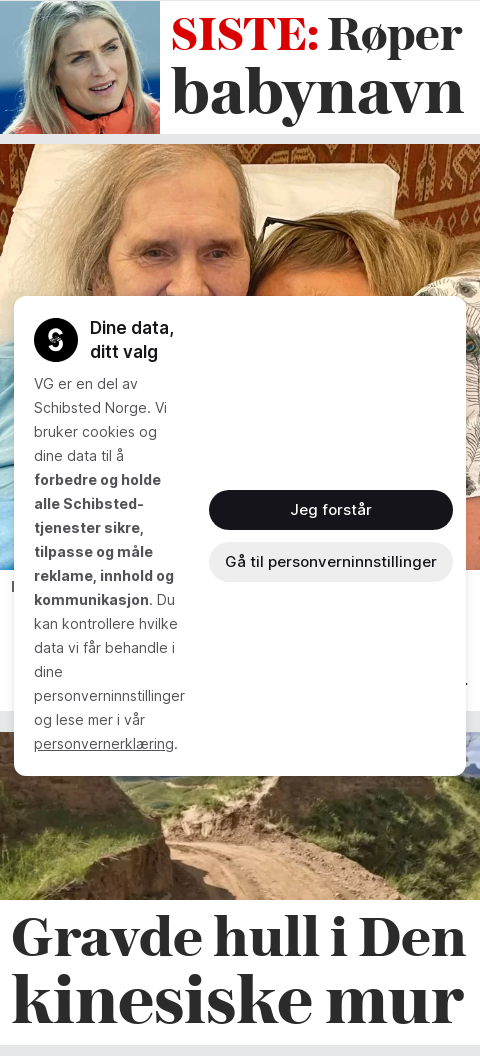 SISTE: Røper
babynavn
Dine data,
ditt valg
VG er en del av
Schibsted Norge. Vi
bruker cookies og
dine data til å
forbedre og holde
alle Schibsted-
tjenester sikre,
tilpasse og måle
reklame, innhold og
kommunikasjon. Du
kan kontrollere hvilke
data vi får behandle i
dine
personverninnstillinger
og lese mer i vår
personvernerklæring.
Jeg forstår
Gå til personverninnstillinger
Gravde hull i Den
kinesiske mur